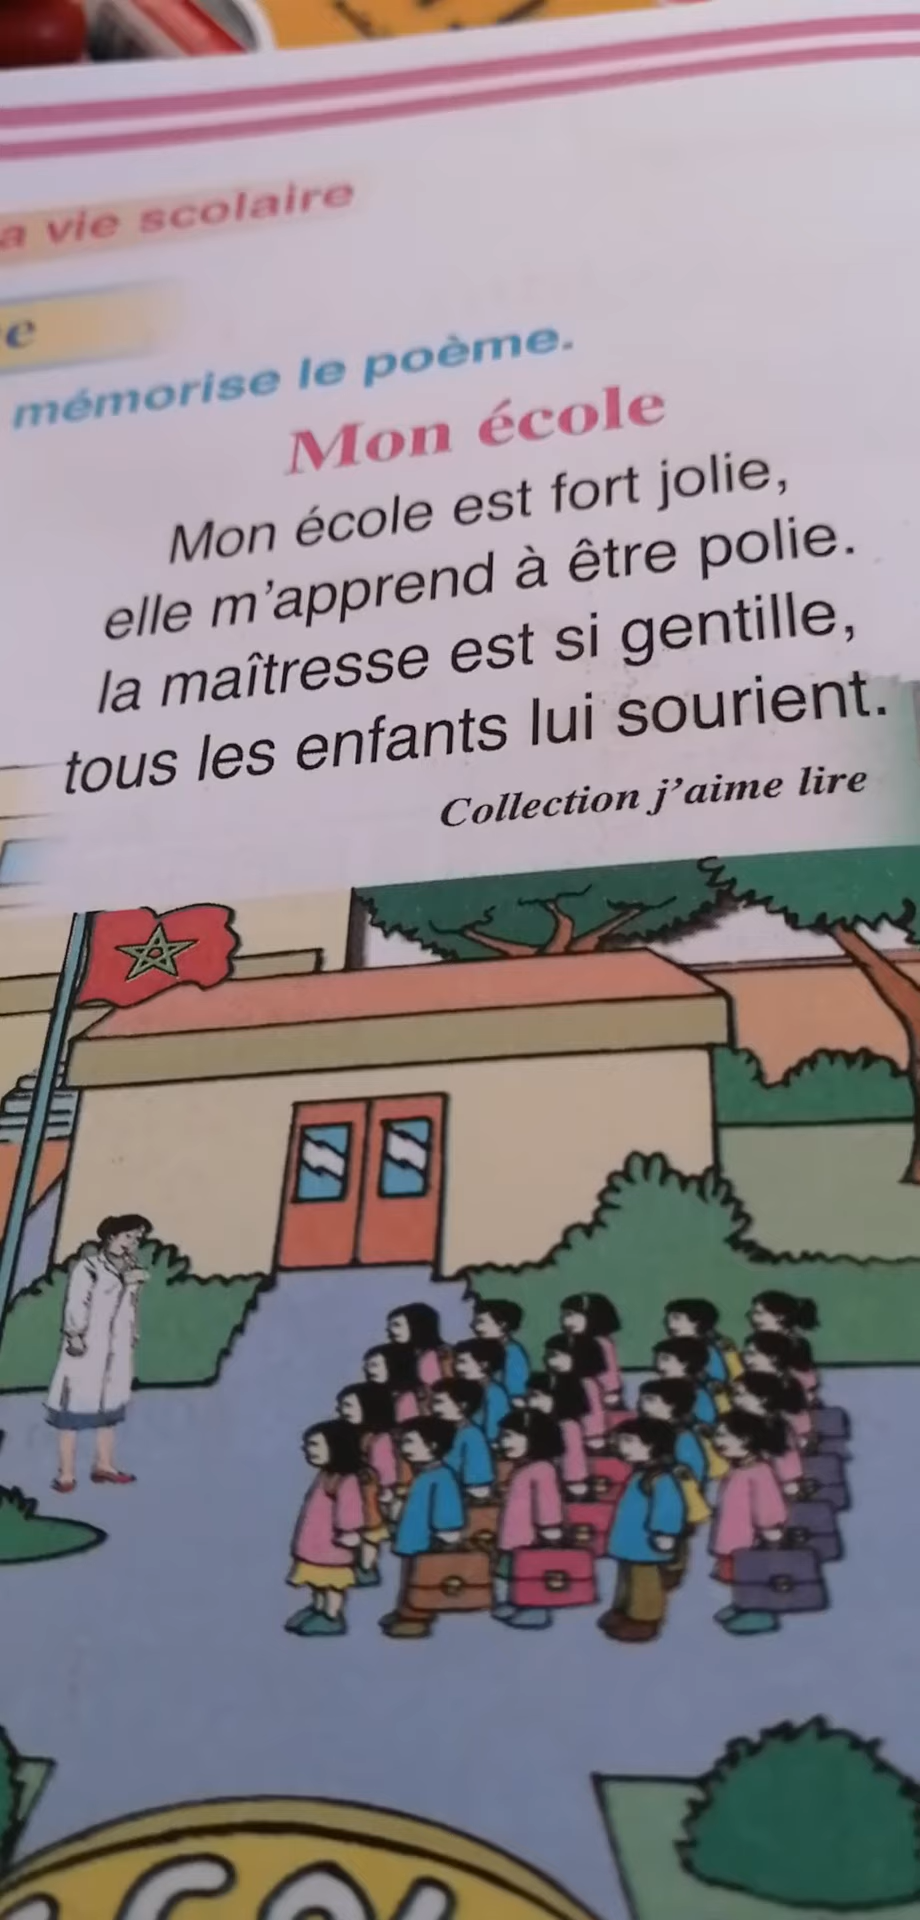 a vie scolaire
mémorise le poème.
Mon école
Mon école est fort jolie,
elle m'apprend à être polie.
la maîtresse est si gentille,
tous les enfants lui sourient.
Collection j'aime lire